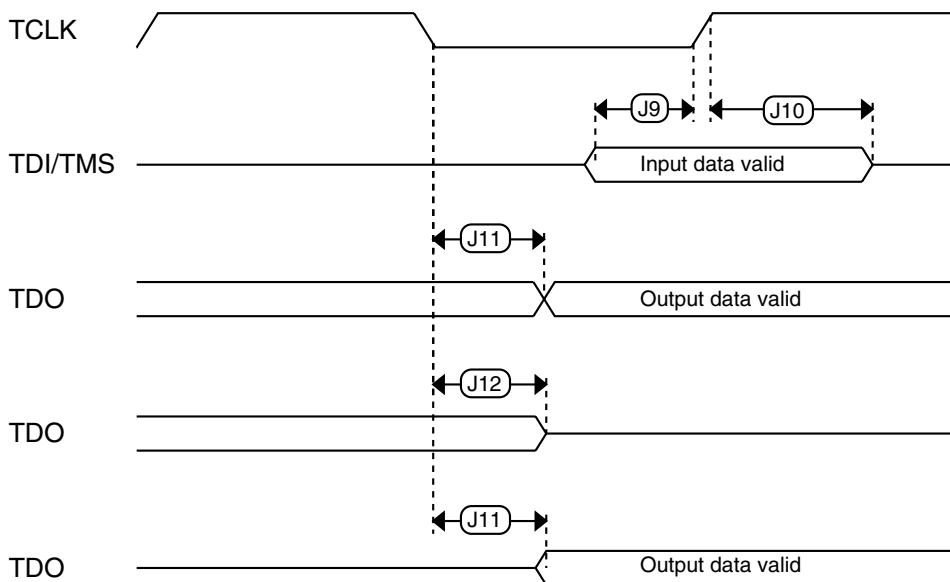 TCLK
J9
J10
TDI/TMS
Input data valid
J11
TDO
Output data valid
J12
TDO
J11
TDO
Output data valid